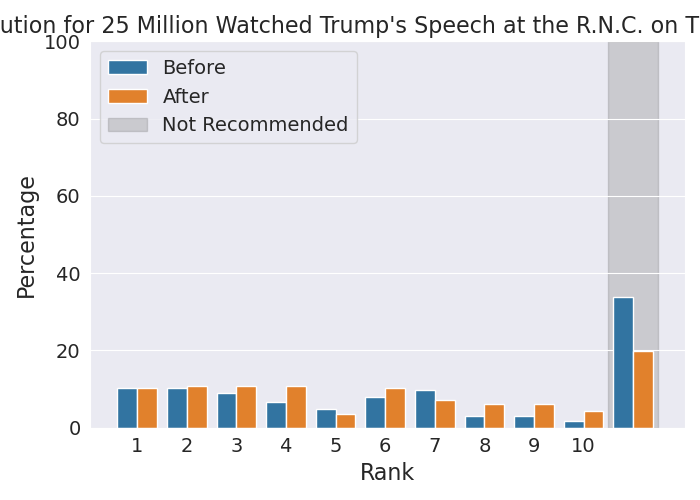 ution for 25 Million Watched Trump's Speech at the R.N.C. on T
100
80
60
40
20
0
Percentage
Before
After
Not Recommended
1 2 3 4 5 6 7 8 9 10
Rank